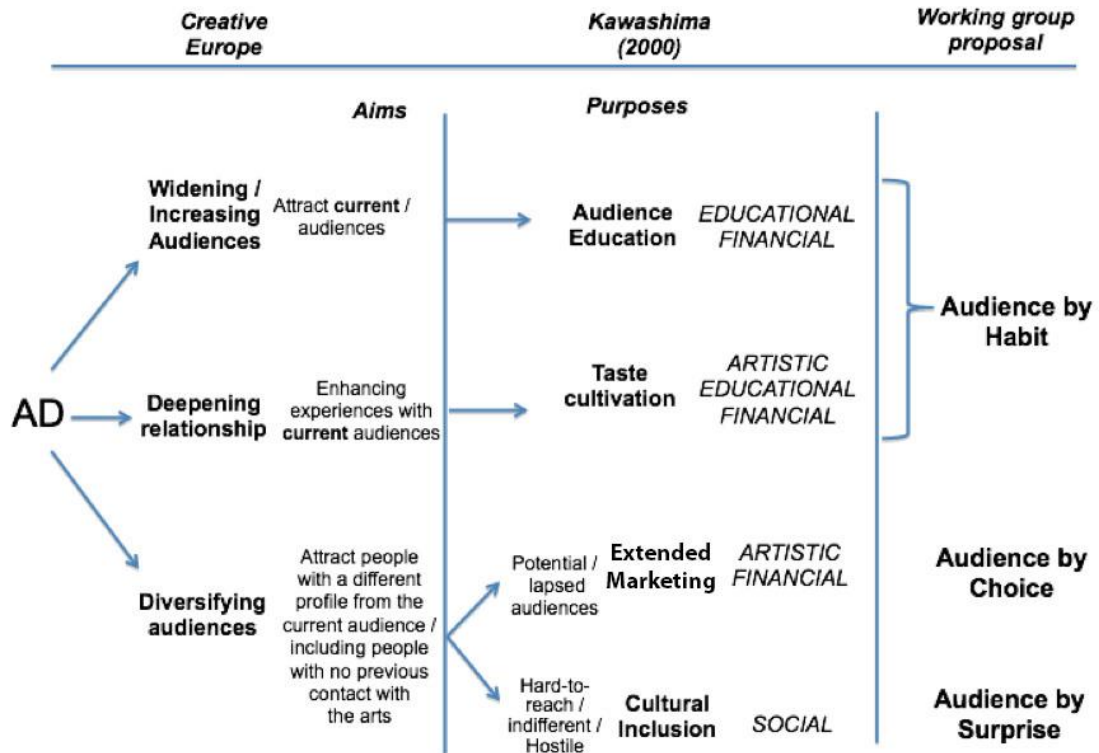 Creative
Europe
Kawashima
(2000)
Working group
proposal
Aims
Purposes
Widening /
Increasing
Audiences
Attract current /
audiences
Audience
Education
EDUCATIONAL
FINANCIAL
Audience by
Habit
AD
Deepening
relationship
Enhancing
experiences with
current audiences
Taste
cultivation
ARTISTIC
EDUCATIONAL
FINANCIAL
Diversifying
audiences
Attract people
with a different
profile from the
current audience /
including people
with no previous
contact with
the arts
Potential /
lapsed
audiences
Extended
Marketing
ARTISTIC
FINANCIAL
Audience by
Choice
Hard-to-
reach /
indifferent /
Hostile
Cultural
Inclusion
SOCIAL
Audience by
Surprise